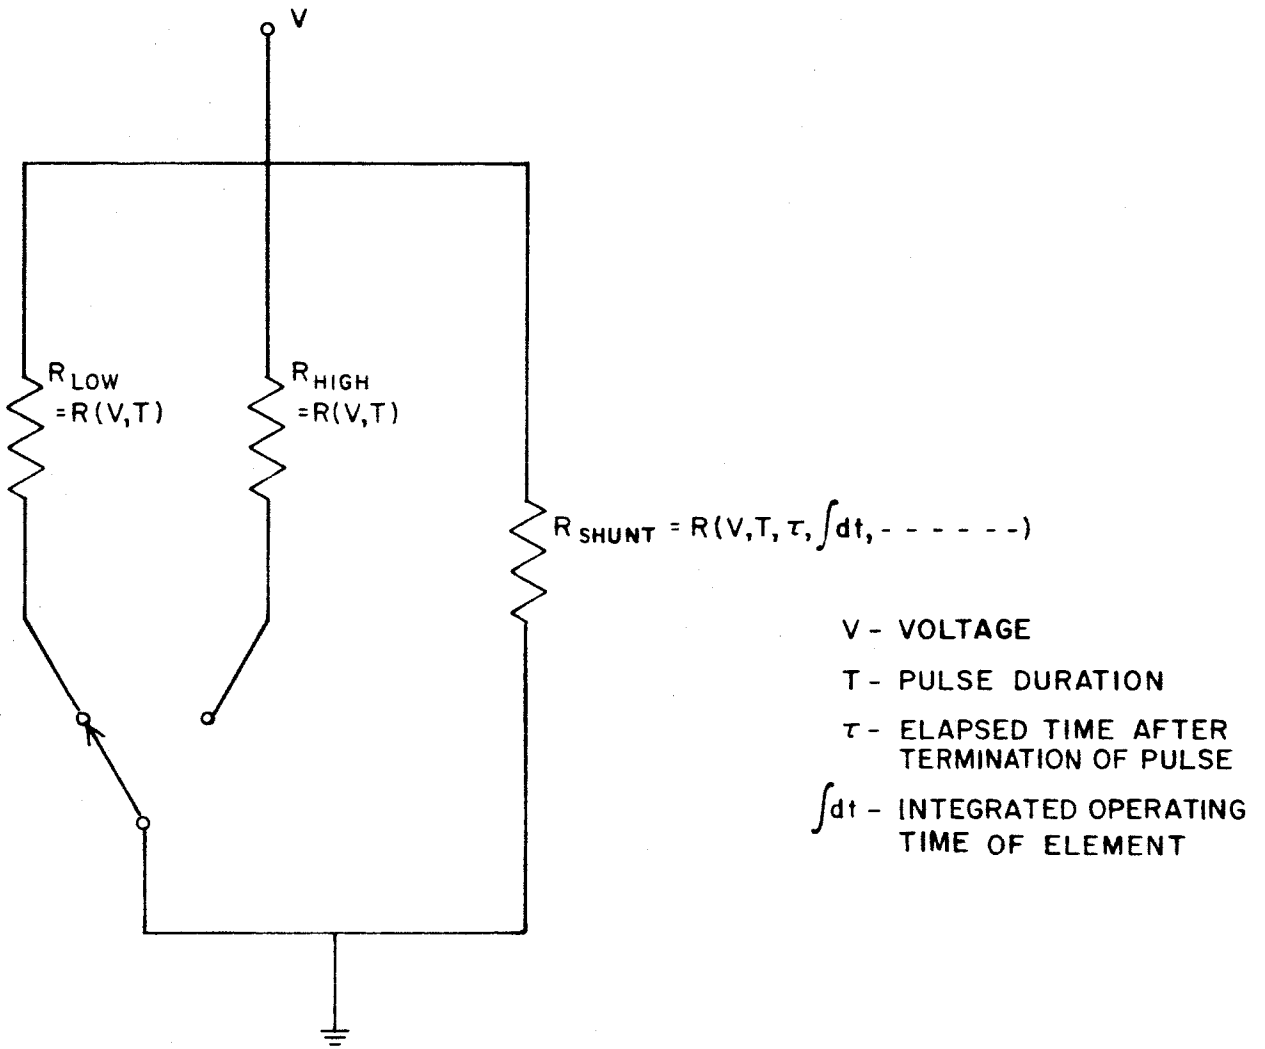 V
R LOW
=R(V,T)
R HIGH
=R(V,T)
R SHUNT = R(V,T, τ, ∫dt, - - - - - -)
V - VOLTAGE
T - PULSE DURATION
τ - ELAPSED TIME AFTER
TERMINATION OF PULSE
∫dt - INTEGRATED OPERATING
TIME OF ELEMENT